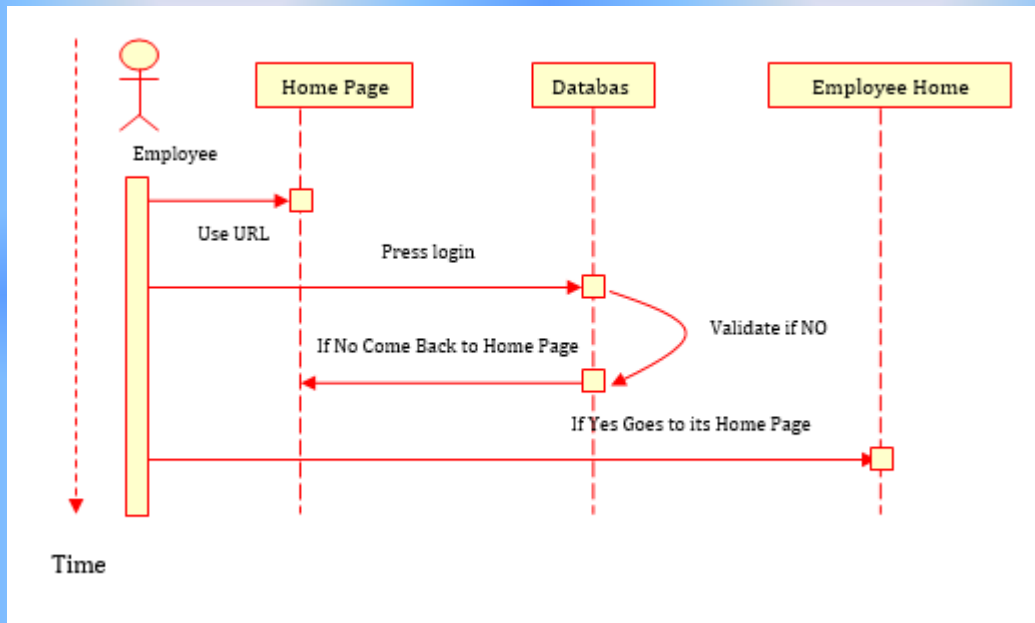 Home Page
Databas
Employee Home
Employee
Use URL
Press login
Validate if NO
If No Come Back to Home Page
If Yes Goes to its Home Page
Time